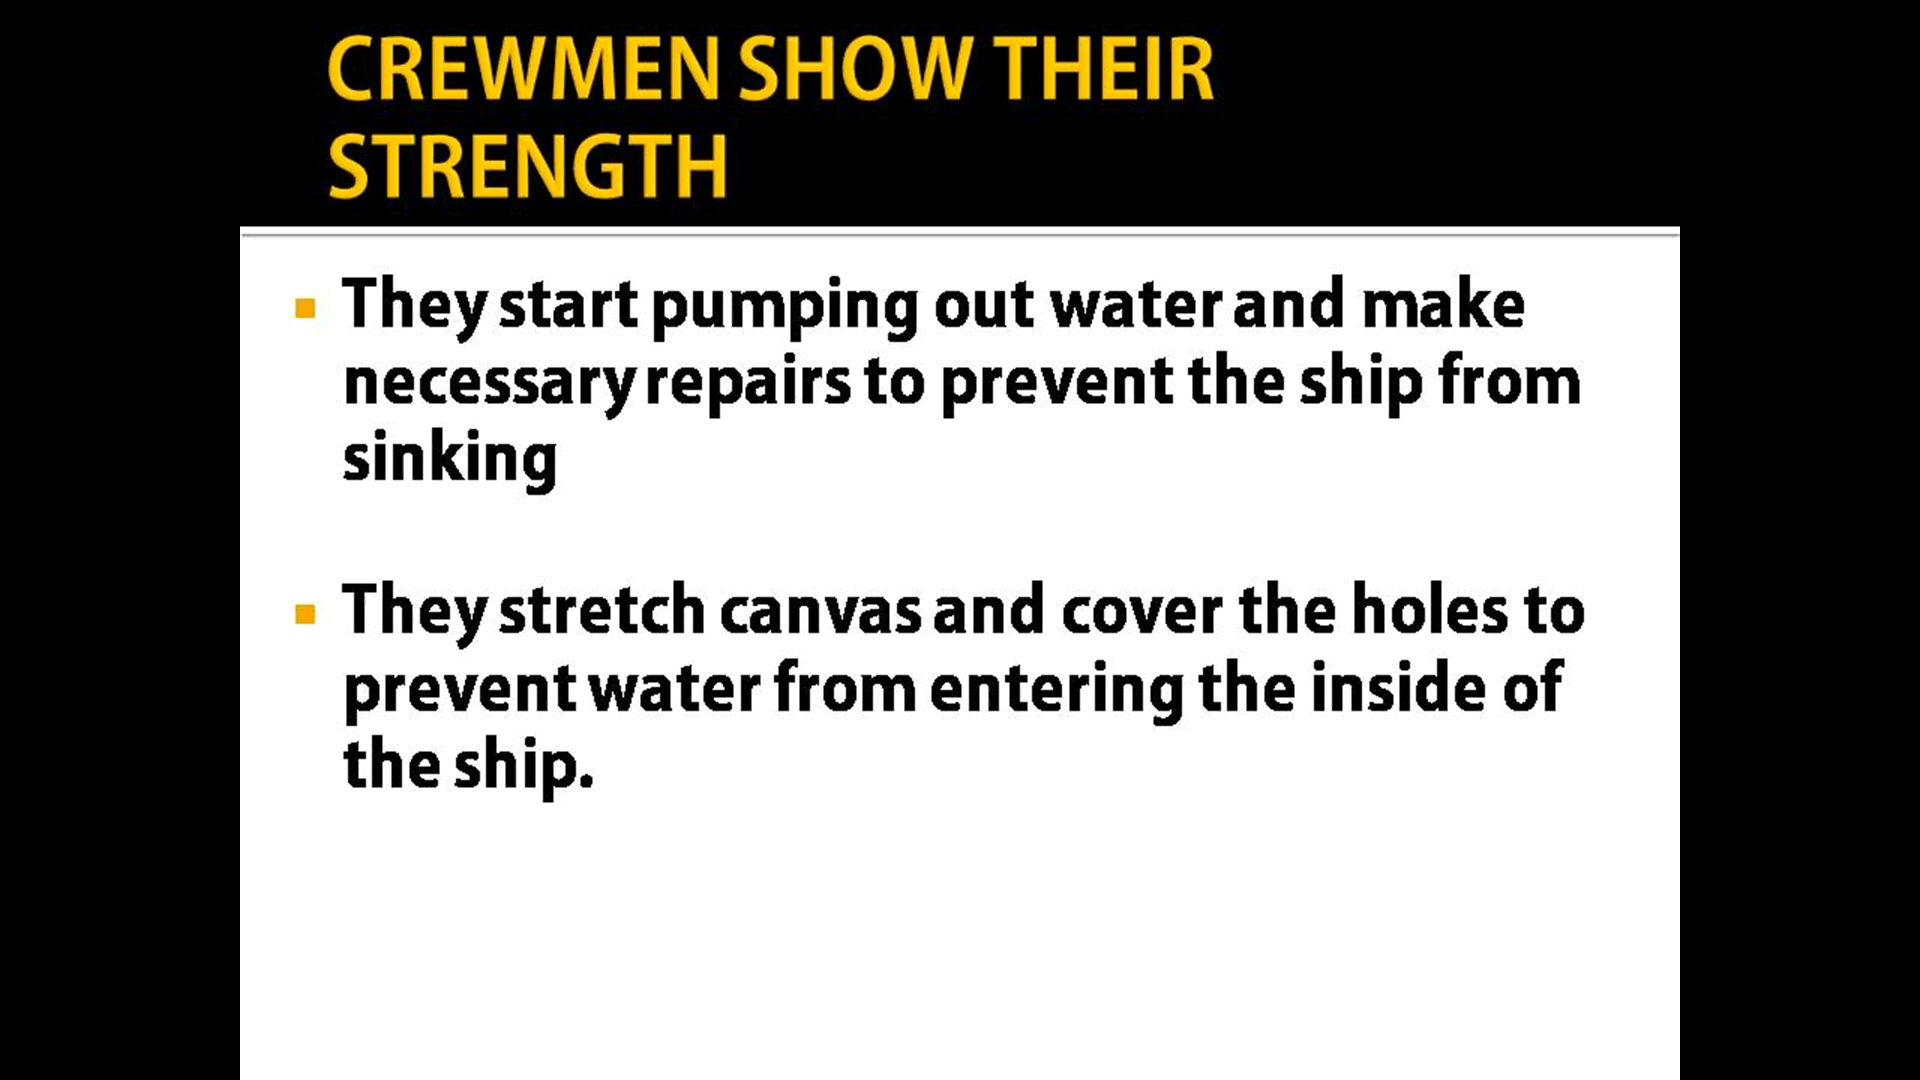 CREWMEN SHOW THEIR
STRENGTH
They start pumping out water and make
necessary repairs to prevent the ship from
sinking
They stretch canvas and cover the holes to
prevent water from entering the inside of
the ship.